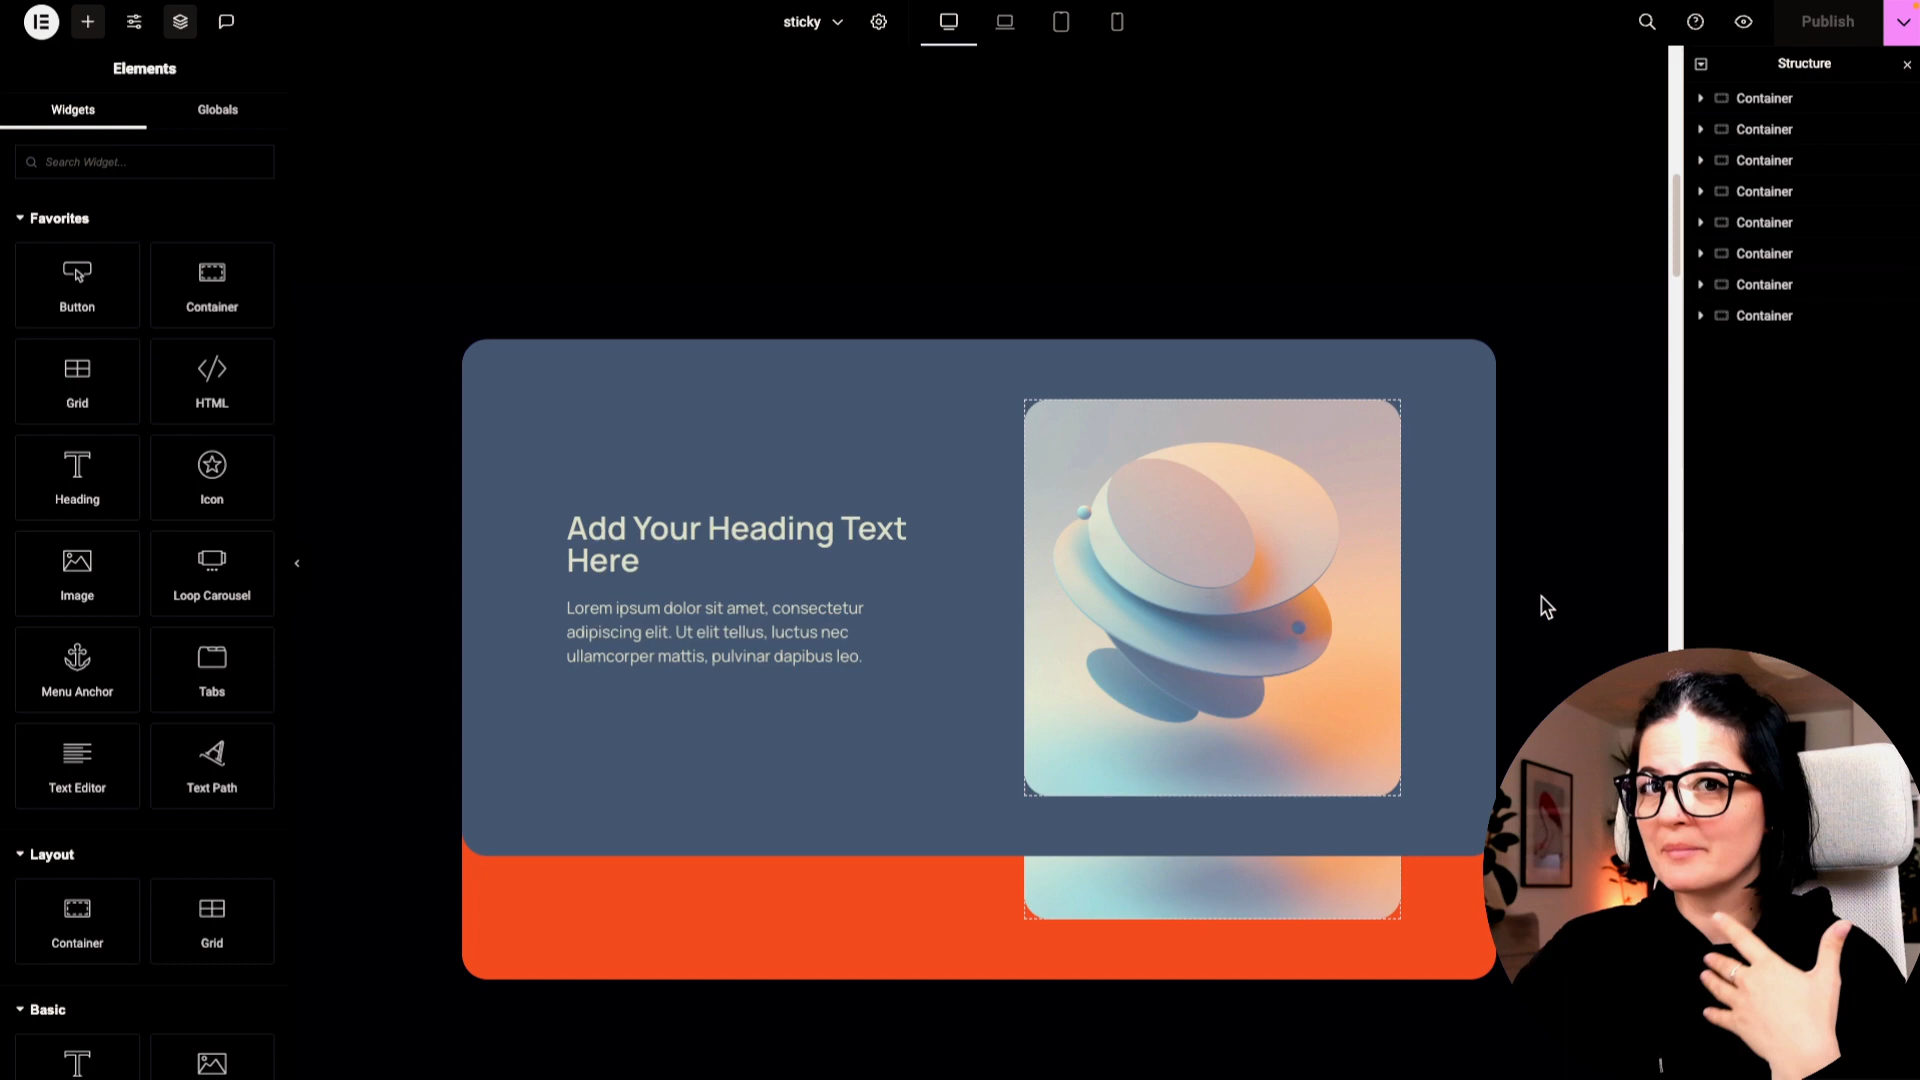 sticky
Publish
Elements
Widgets
Globals
Search Widget...
Favorites
Button
Container
Grid
HTML
Heading
Icon
Image
Loop Carousel
Menu Anchor
Tabs
Text Editor
Text Path
Layout
Container
Grid
Basic
Add Your Heading Text
Here
Lorem ipsum dolor sit amet, consectetur
adipiscing elit. Ut elit tellus, luctus nec
ullamcorper mattis, pulvinar dapibus leo.
Structure
Container
Container
Container
Container
Container
Container
Container
Container